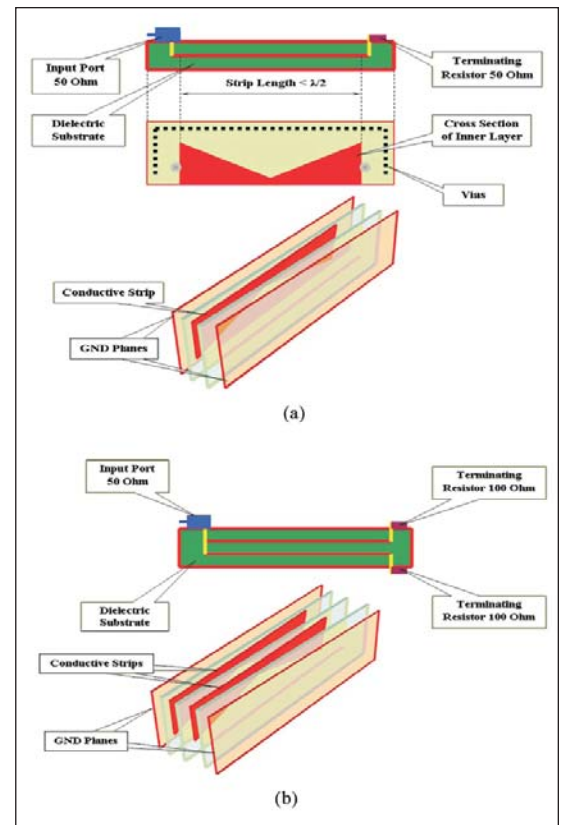 Input Port
50 Ohm
Terminating
Resistor 50 Ohm
Strip Length < λ/2
Dielectric
Substrate
Cross Section
of Inner Layer
Vias
Conductive Strip
GND Planes
(a)
Input Port
50 Ohm
Terminating
Resistor 100 Ohm
Dielectric
Substrate
Terminating
Resistor 100 Ohm
Conductive Strips
GND Planes
(b)